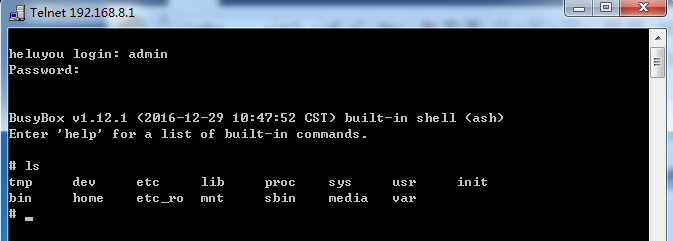 Telnet 192.168.8.1
heluyou login: admin
Password:
BusyBox v1.12.1 (2016-12-29 10:47:52 CST) built-in shell (ash)
Enter 'help' for a list of built-in commands.
# ls
tmp dev etc lib proc sys usr init
bin home etc_ro mnt sbin media var
# _